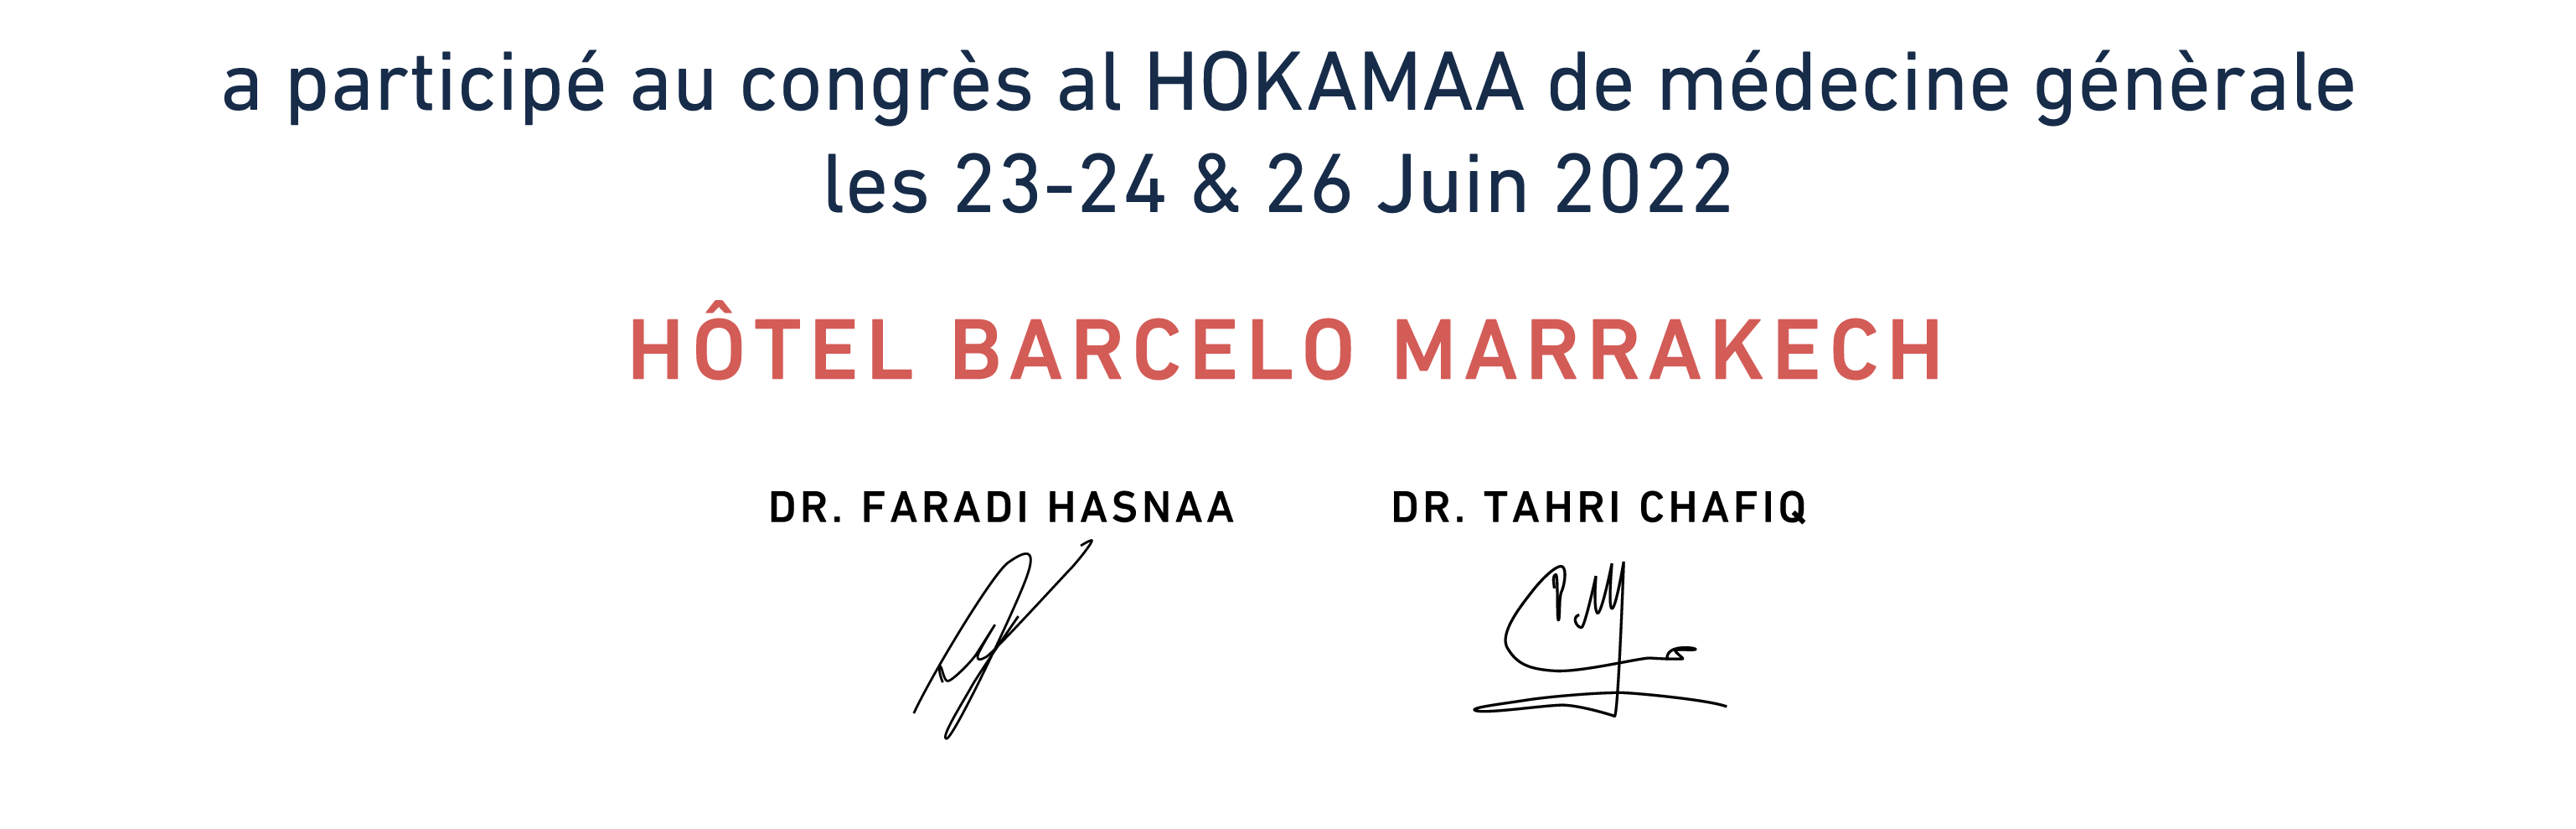 a participé au congrès al HOKAMAA de médecine génèrale
les 23-24 & 26 Juin 2022
HÔTEL BARCELO MARRAKECH
DR. FARADI HASNAA
DR. TAHRI CHAFIQ